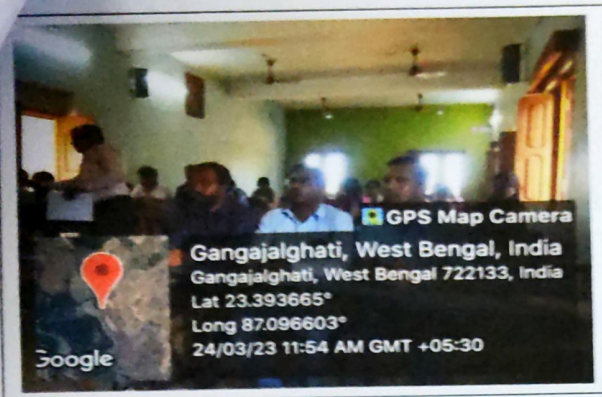 GPS Map Camera
Gangajalghati, West Bengal, India
Gangajalghati, West Bengal 722133, India
Lat 23.393665°
Long 87.096603°
24/03/23 11:54 AM GMT +05:30
Google